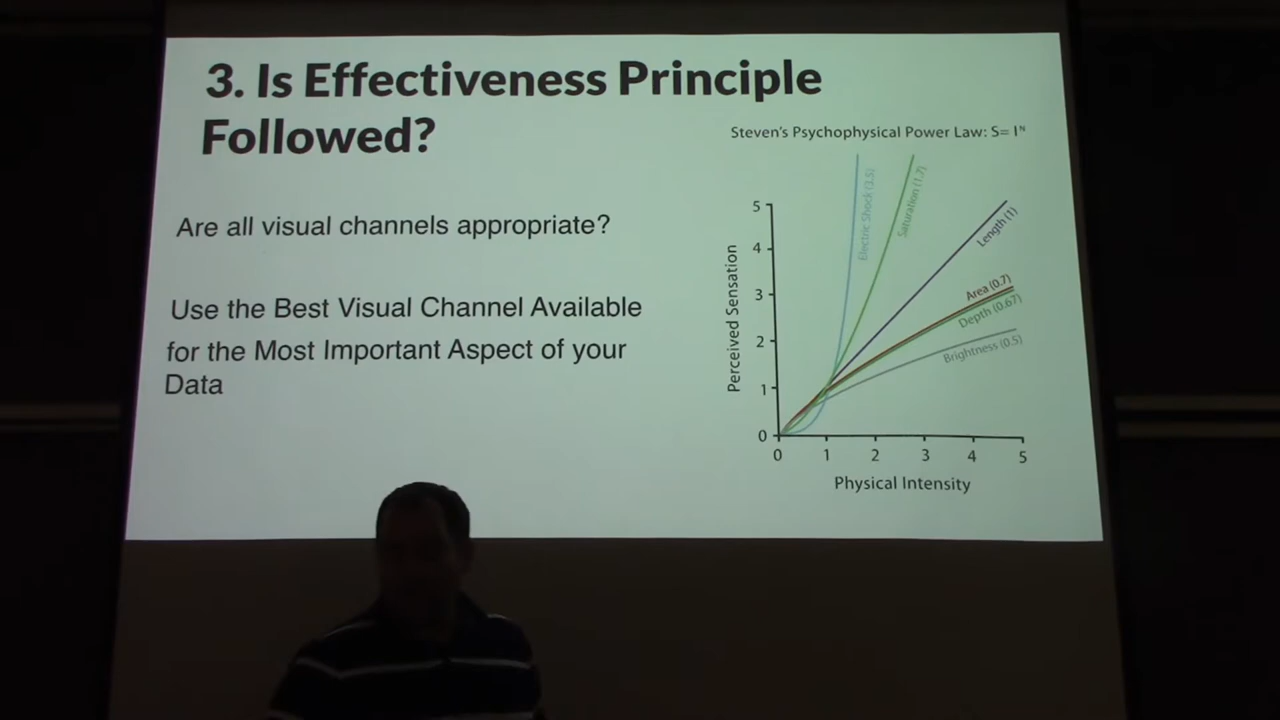 3. Is Effectiveness Principle
Followed?
Are all visual channels appropriate?
Use the Best Visual Channel Available
for the Most Important Aspect of your
Data
Steven's Psychophysical Power Law: S= Iᴺ
Electric Shock (3.5)
Saturation (1.7)
Length (1)
Area (0.7)
Depth (0.67)
Brightness (0.5)
Perceived Sensation
5
4
3
2
1
0
0 1 2 3 4 5
Physical Intensity